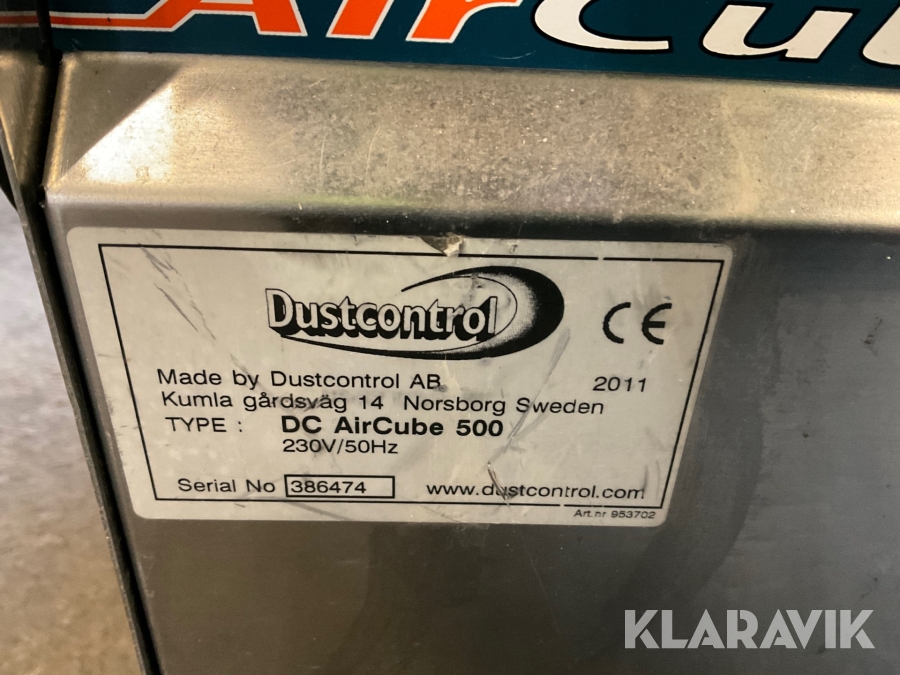 AirCu
Dustcontrol
CE
Made by Dustcontrol AB 2011
Kumla gårdsväg 14 Norsborg Sweden
TYPE : DC AirCube 500
230V/50Hz
Serial No 386474 www.dustcontrol.com
Art.nr 953702
KLARAVIK